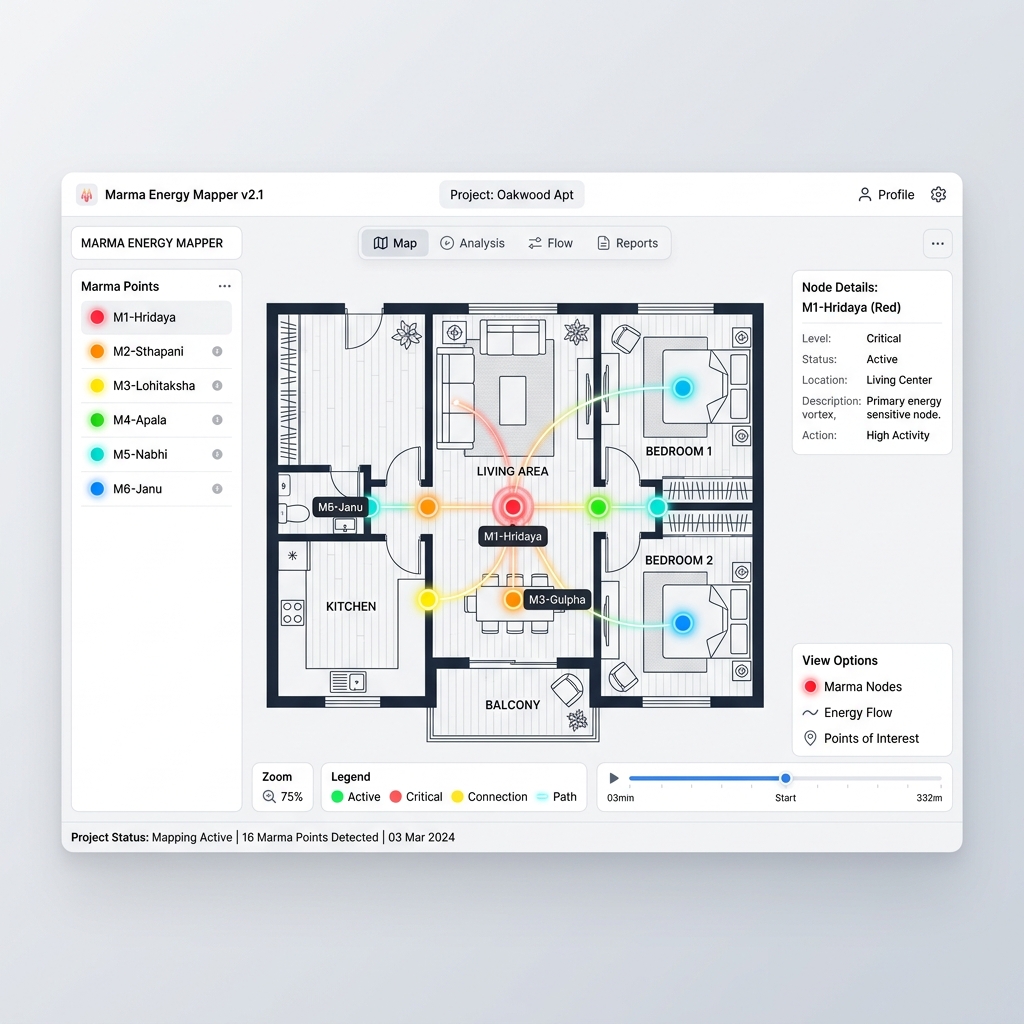 Marma Energy Mapper v2.1
Project: Oakwood Apt
Profile
MARMA ENERGY MAPPER
Map
Analysis
Flow
Reports
Marma Points
M1-Hridaya
M2-Sthapani
M3-Lohitaksha
M4-Apala
M5-Nabhi
M6-Janu
LIVING AREA
BEDROOM 1
M6-Janu
M1-Hridaya
BEDROOM 2
KITCHEN
M3-Gulpha
BALCONY
Node Details:
M1-Hridaya (Red)
Level: Critical
Status: Active
Location: Living Center
Description: Primary energy
vortex, sensitive node.
Action: High Activity
View Options
Marma Nodes
Energy Flow
Points of Interest
Zoom
75%
Legend
Active
Critical
Connection
Path
03min
Start
332m
Project Status: Mapping Active | 16 Marma Points Detected | 03 Mar 2024